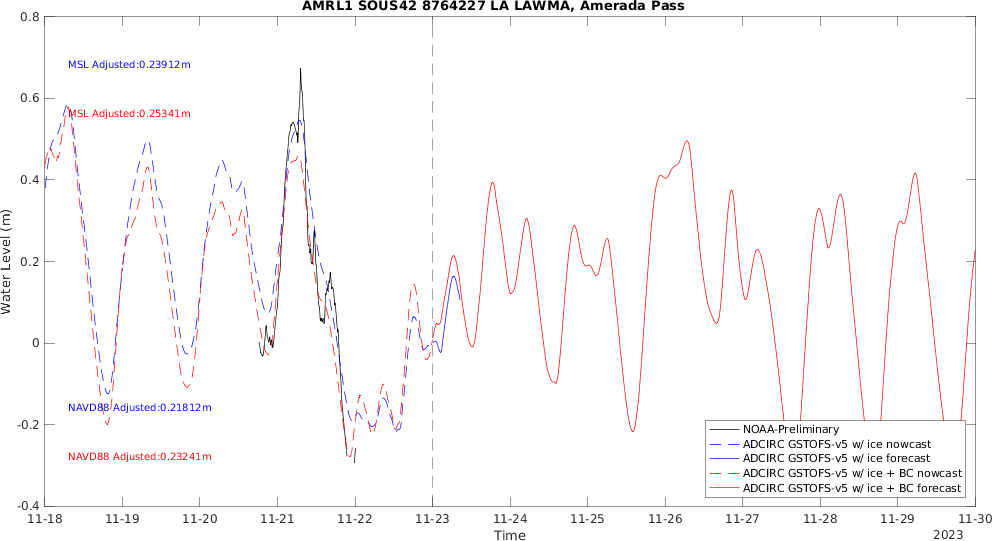 AMRL1 SOUS42 8764227 LA LAWMA, Amerada Pass
0.8
0.6
0.4
0.2
0
-0.2
-0.4
Water Level (m)
MSL Adjusted:0.23912m
MSL Adjusted:0.25341m
NAVD88 Adjusted:0.21812m
NAVD88 Adjusted:0.23241m
NOAA-Preliminary
ADCIRC GSTOFS-v5 w/ ice nowcast
ADCIRC GSTOFS-v5 w/ ice forecast
ADCIRC GSTOFS-v5 w/ ice + BC nowcast
ADCIRC GSTOFS-v5 w/ ice + BC forecast
11-18 11-19 11-20 11-21 11-22 11-23 11-24 11-25 11-26 11-27 11-28 11-29 11-30
Time
2023